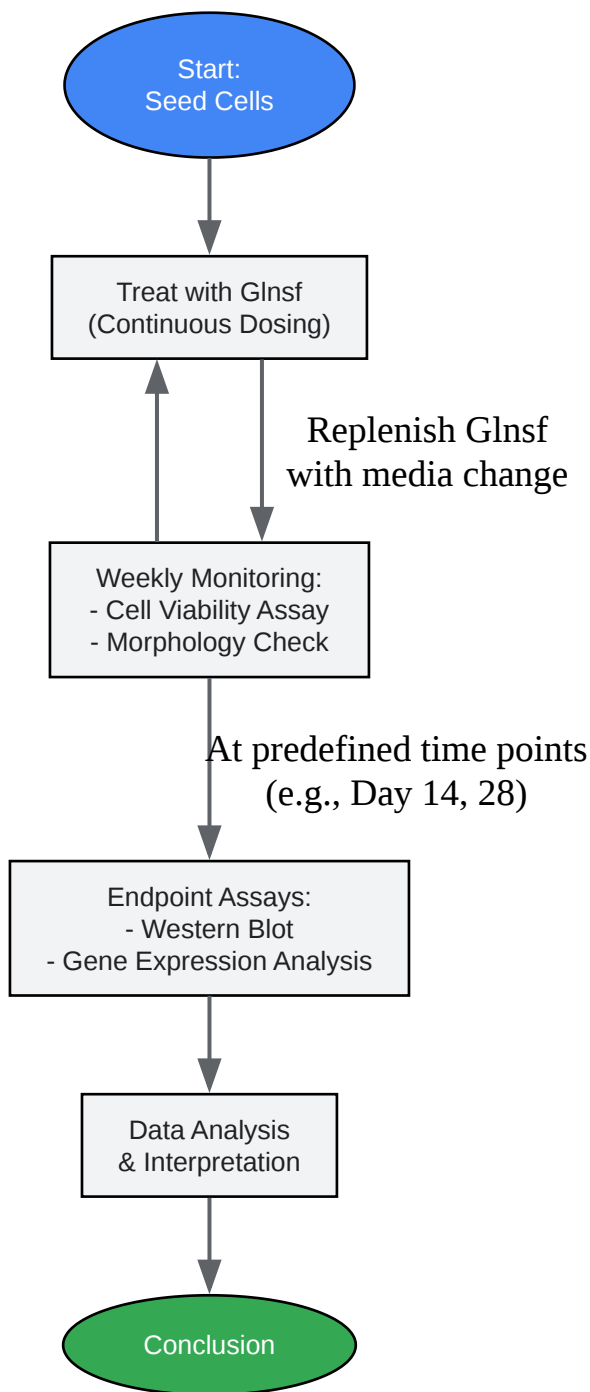 Start:
Seed Cells
Treat with Glnsf
(Continuous Dosing)
Replenish Glnsf
with media change
Weekly Monitoring:
- Cell Viability Assay
- Morphology Check
At predefined time points
(e.g., Day 14, 28)
Endpoint Assays:
- Western Blot
- Gene Expression Analysis
Data Analysis
& Interpretation
Conclusion